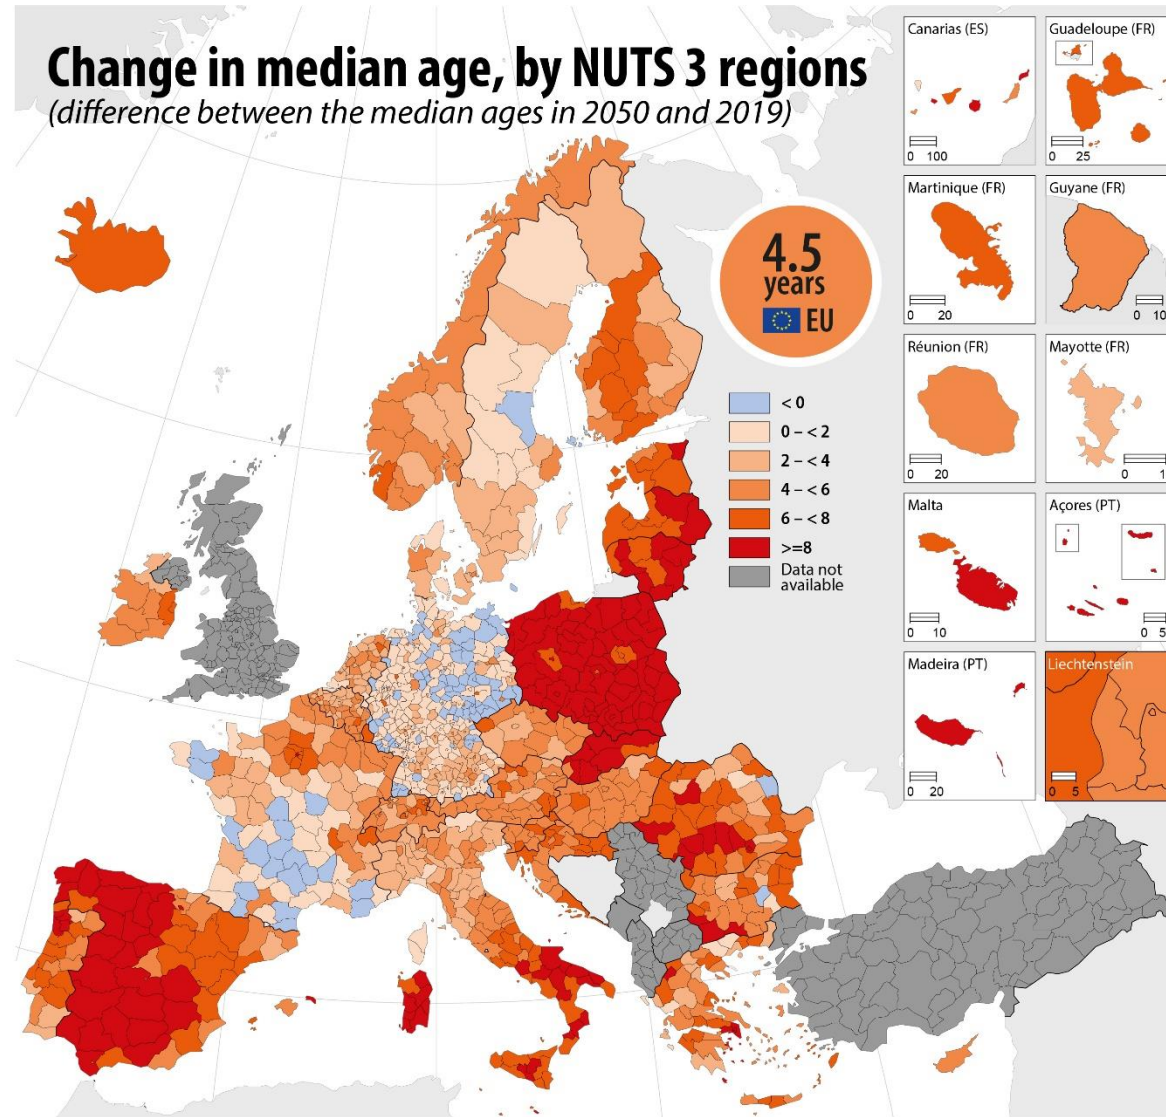 Change in median age, by NUTS 3 regions
(difference between the median ages in 2050 and 2019)
4.5
years
EU
< 0
0 – < 2
2 – < 4
4 – < 6
6 – < 8
>=8
Data not
available
Canarias (ES)
0 100
Guadeloupe (FR)
0 25
Martinique (FR)
0 20
Guyane (FR)
0 10
Réunion (FR)
0 20
Mayotte (FR)
0 1
Malta
0 10
Açores (PT)
0 5
Madeira (PT)
0 20
Liechtenstein
0 5